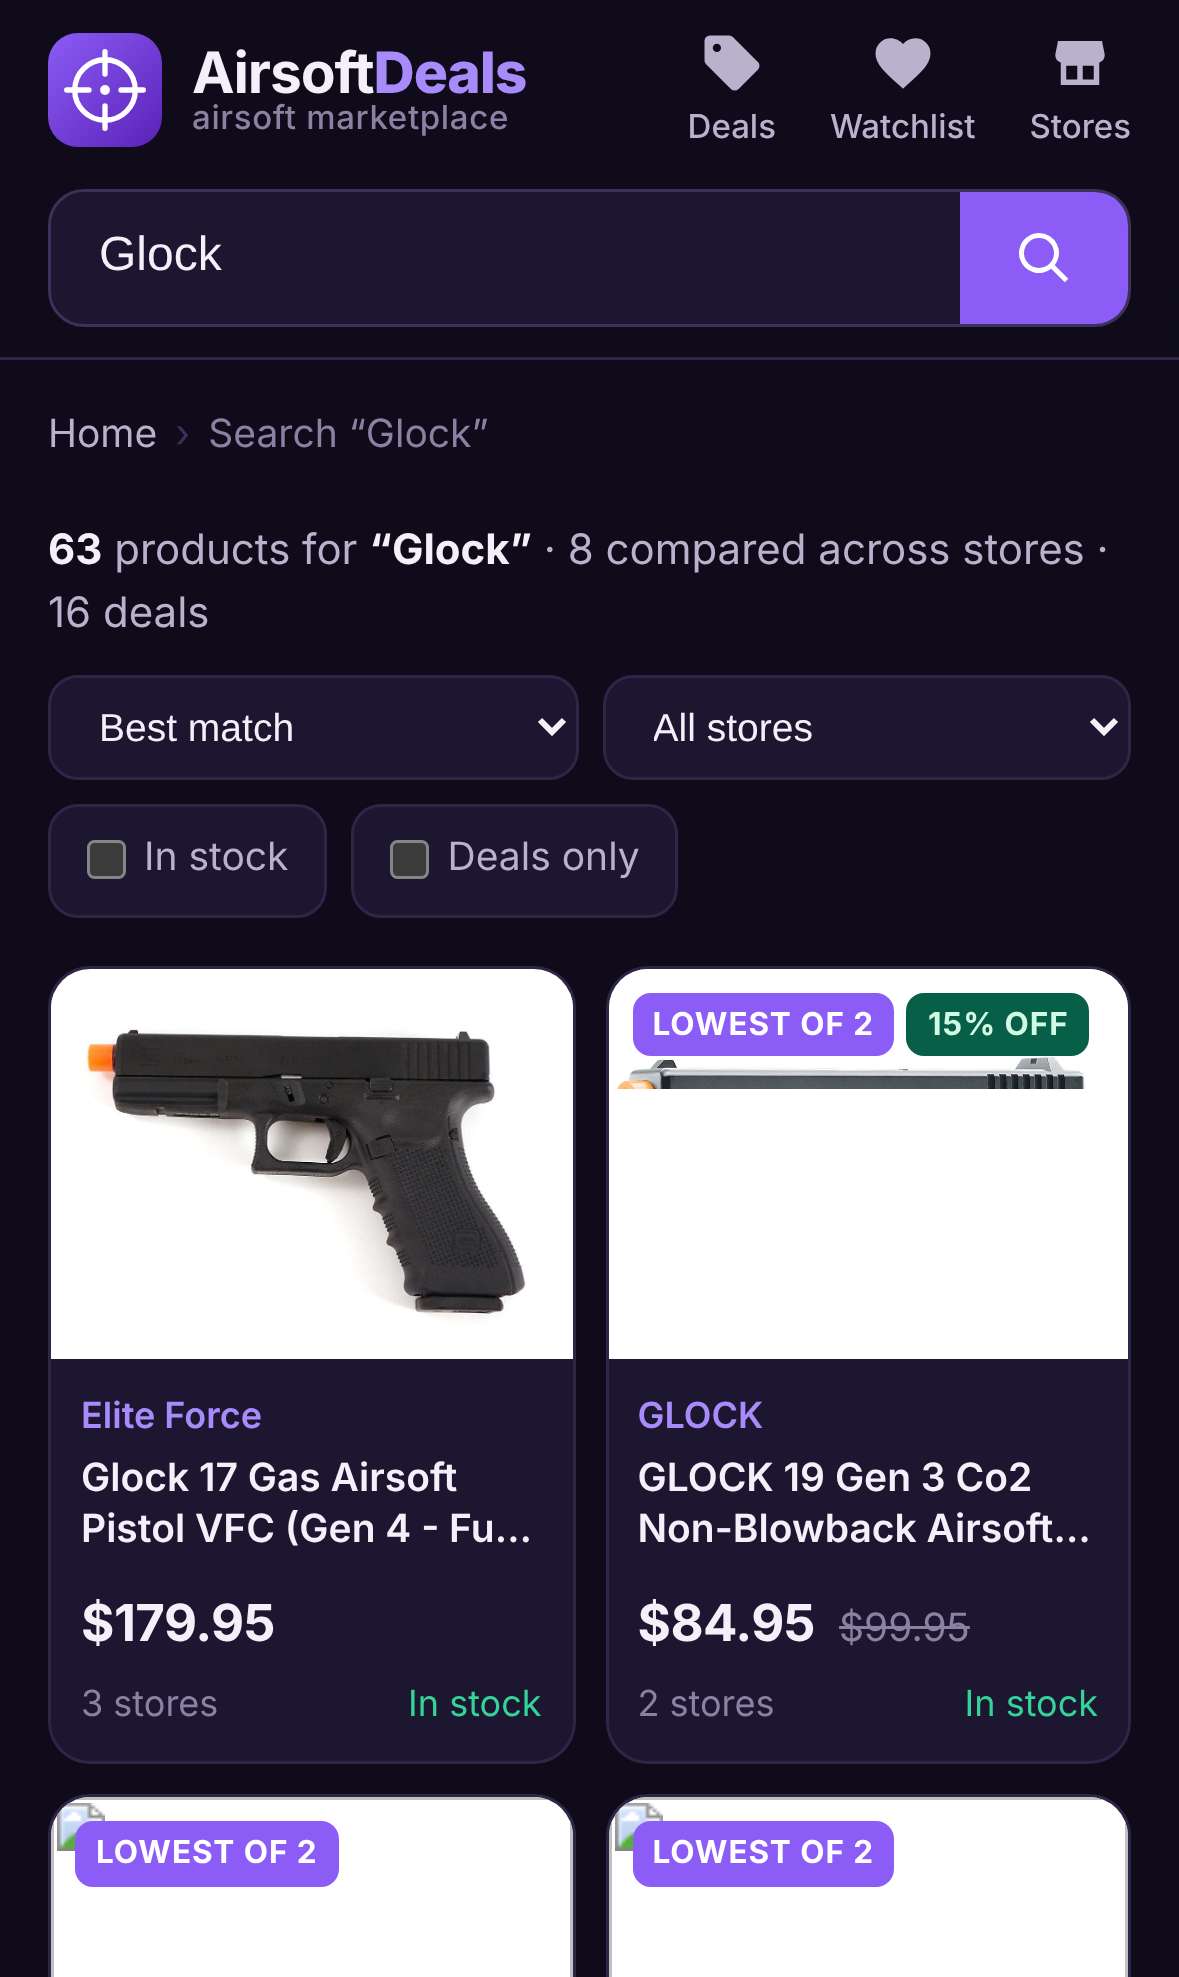 AirsoftDeals
airsoft marketplace
Deals
Watchlist
Stores
Glock
Home › Search “Glock”
63 products for “Glock” · 8 compared across stores ·
16 deals
Best match
All stores
In stock
Deals only
Elite Force
Glock 17 Gas Airsoft
Pistol VFC (Gen 4 - Fu...
$179.95
3 stores
In stock
LOWEST OF 2
15% OFF
GLOCK
GLOCK 19 Gen 3 Co2
Non-Blowback Airsoft...
$84.95 $99.95
2 stores
In stock
LOWEST OF 2
LOWEST OF 2